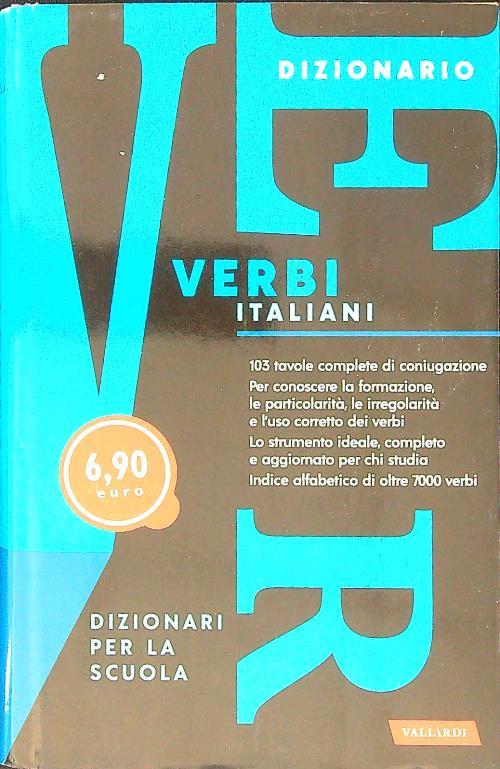 DIZIONARIO
VER
VERBI
ITALIANI
103 tavole complete di coniugazione
Per conoscere la formazione,
le particolarità, le irregolarità
e l'uso corretto dei verbi
Lo strumento ideale, completo
e aggiornato per chi studia
Indice alfabetico di oltre 7000 verbi
6,90
euro
DIZIONARI
PER LA
SCUOLA
VALLARDI